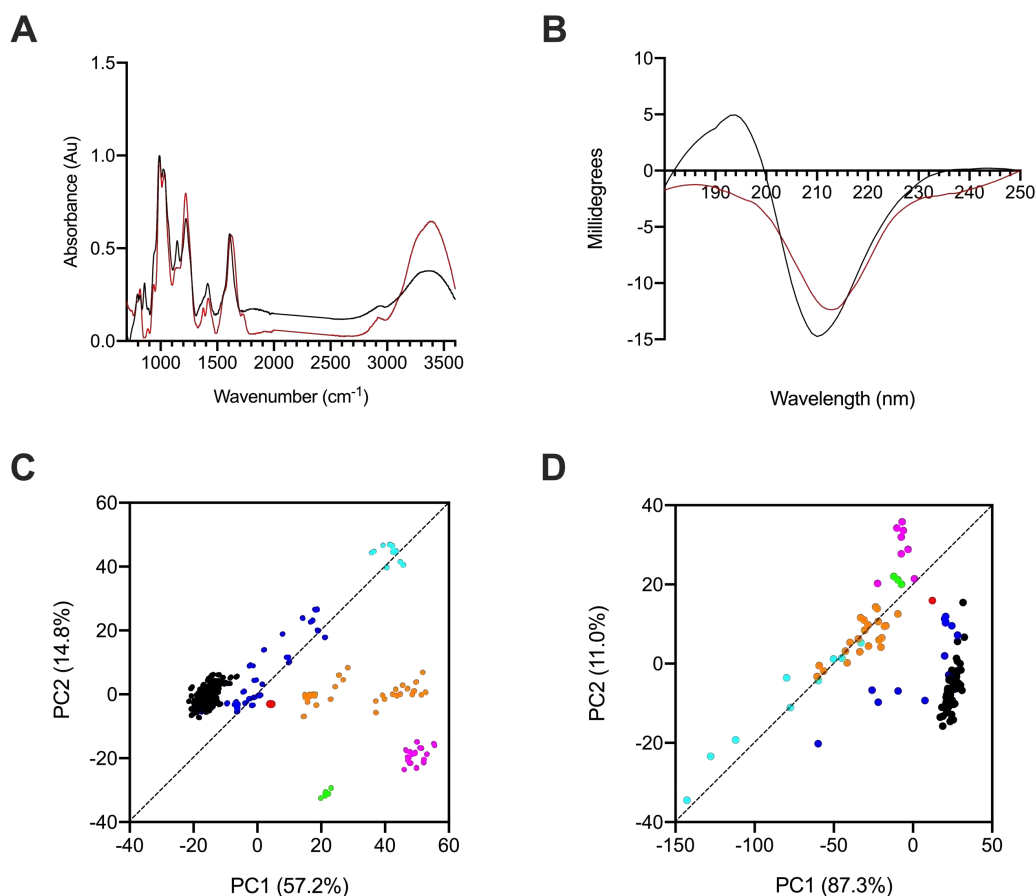 A
1.5
1.0
0.5
0.0
Absorbance (Au)
1000 1500 2000 2500 3000 3500
Wavenumber (cm⁻¹)
B
10
5
0
-5
-10
-15
Millidegrees
190 200 210 220 230 240 250
Wavelength (nm)
C
60
40
20
0
-20
-40
PC2 (14.8%)
-40 -20 0 20 40 60
PC1 (57.2%)
D
40
20
0
-20
-40
PC2 (11.0%)
-150 -100 -50 0 50
PC1 (87.3%)